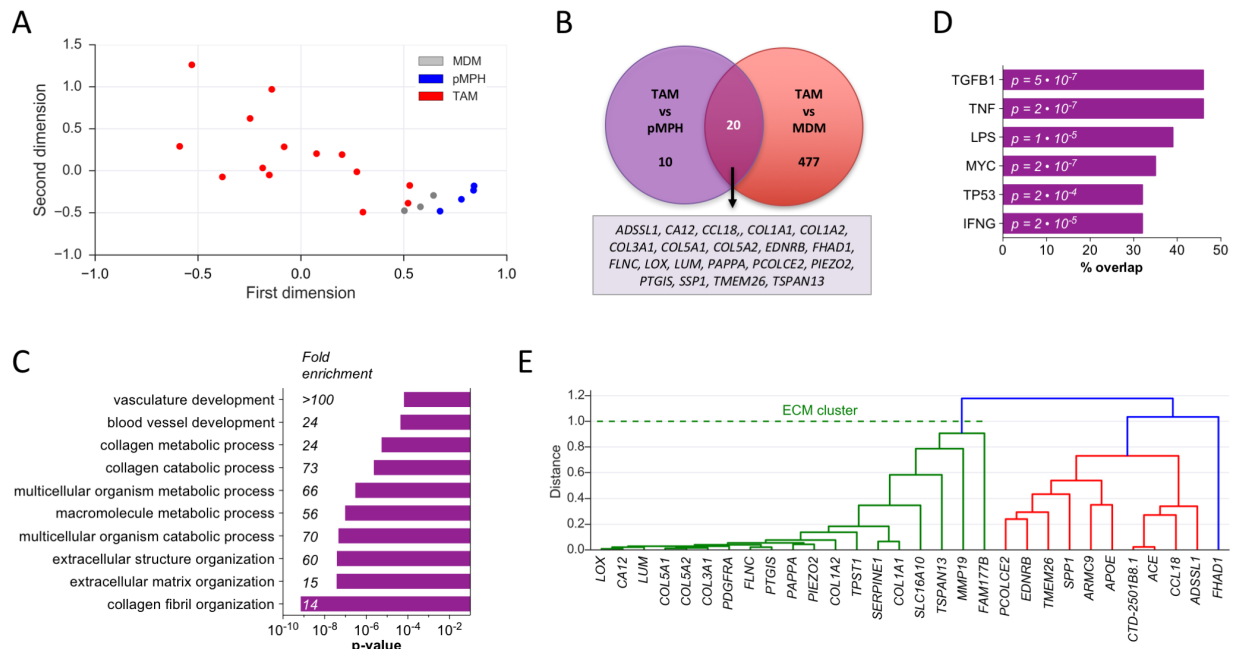 A
1.5
1.0
0.5
0.0
−0.5
−1.0
−1.0
−0.5
0.0
0.5
1.0
Second dimension
First dimension
MDM
pMPH
TAM
B
TAM
vs
pMPH
10
20
TAM
vs
MDM
477
ADSSL1, CA12, CCL18,, COL1A1, COL1A2,
COL3A1, COL5A1, COL5A2, EDNRB, FHAD1,
FLNC, LOX, LUM, PAPPA, PCOLCE2, PIEZO2,
PTGIS, SSP1, TMEM26, TSPAN13
D
TGFB1 p = 5 • 10-7
TNF p = 2 • 10-7
LPS p = 1 • 10-5
MYC p = 2 • 10-7
TP53 p = 2 • 10-4
IFNG p = 2 • 10-5
0 10 20 30 40 50
% overlap
C
Fold
enrichment
vasculature development >100
blood vessel development 24
collagen metabolic process 24
collagen catabolic process 73
multicellular organism metabolic process 66
macromolecule metabolic process 56
multicellular organism catabolic process 70
extracellular structure organization 60
extracellular matrix organization 15
collagen fibril organization 14
10-10 10-8 10-6 10-4 10-2
p-value
E
Distance
1.2
1.0
0.8
0.6
0.4
0.2
0.0
ECM cluster
LOX
CA12
LUM
COL5A1
COL5A2
COL3A1
PDGFRA
FLNC
PTGIS
PAPPA
PIEZO2
COL1A2
TPST1
SERPINE1
COL1A1
SLC16A10
TSPAN13
MMP19
FAM177B
PCOLCE2
EDNRB
TMEM26
SPP1
ARMC9
APOE
CTD-2501B8.1
ACE
CCL18
ADSSL1
FHAD1